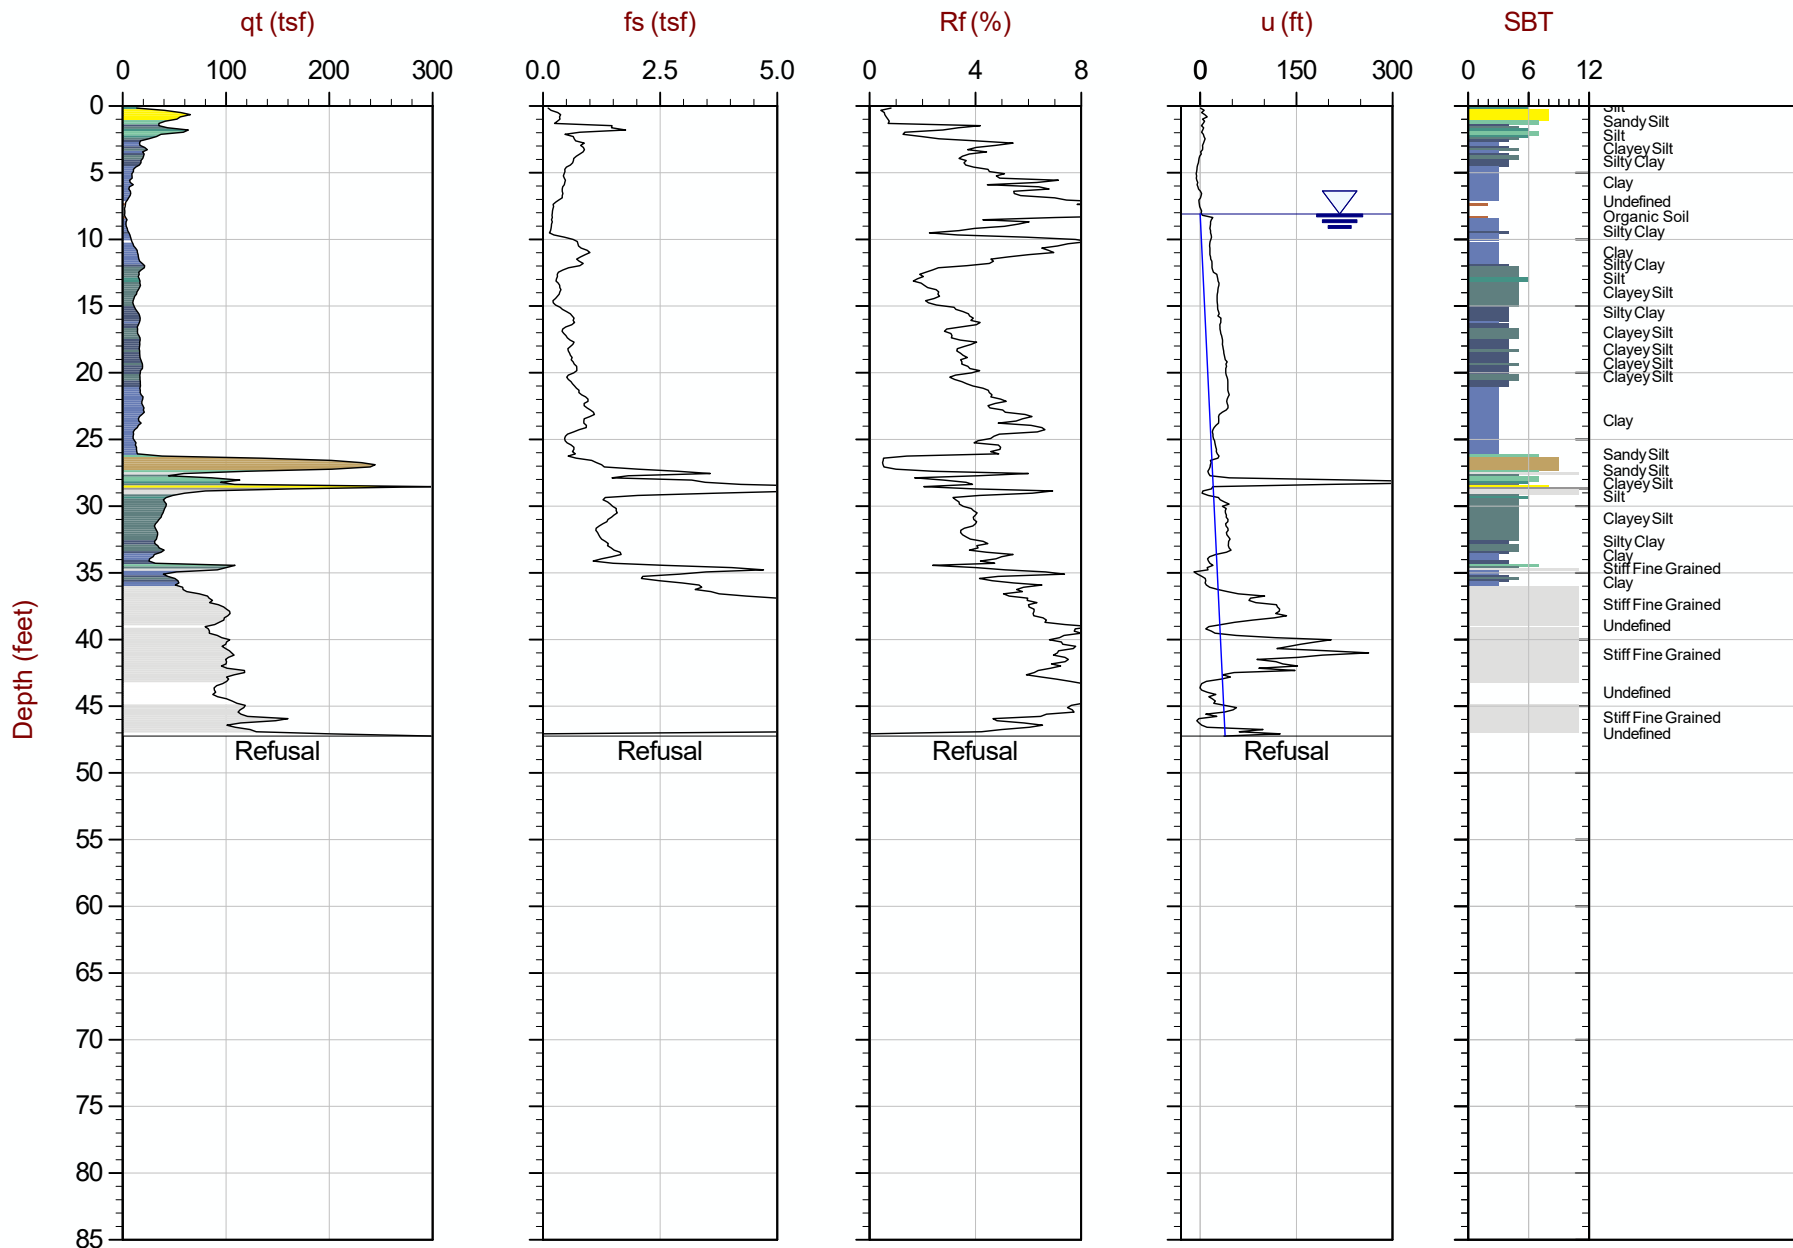 qt (tsf) fs (tsf) Rf (%) u (ft) SBT
0 100 200 300 0.0 2.5 5.0 0 4 8 0 150 300 0 6 12
0
5
10
15
20
25
30
35
40
45
50
55
60
65
70
75
80
85
Depth (feet)
Silt
Sandy Silt
Silt
Clayey Silt
Silty Clay
Clay
Undefined
Organic Soil
Silty Clay
Clay
Silty Clay
Silt
Clayey Silt
Silty Clay
Clayey Silt
Clayey Silt
Clayey Silt
Clayey Silt
Clay
Sandy Silt
Sandy Silt
Clayey Silt
Silt
Clayey Silt
Silty Clay
Clay
Stiff Fine Grained
Clay
Stiff Fine Grained
Undefined
Stiff Fine Grained
Undefined
Stiff Fine Grained
Undefined
Refusal Refusal Refusal Refusal